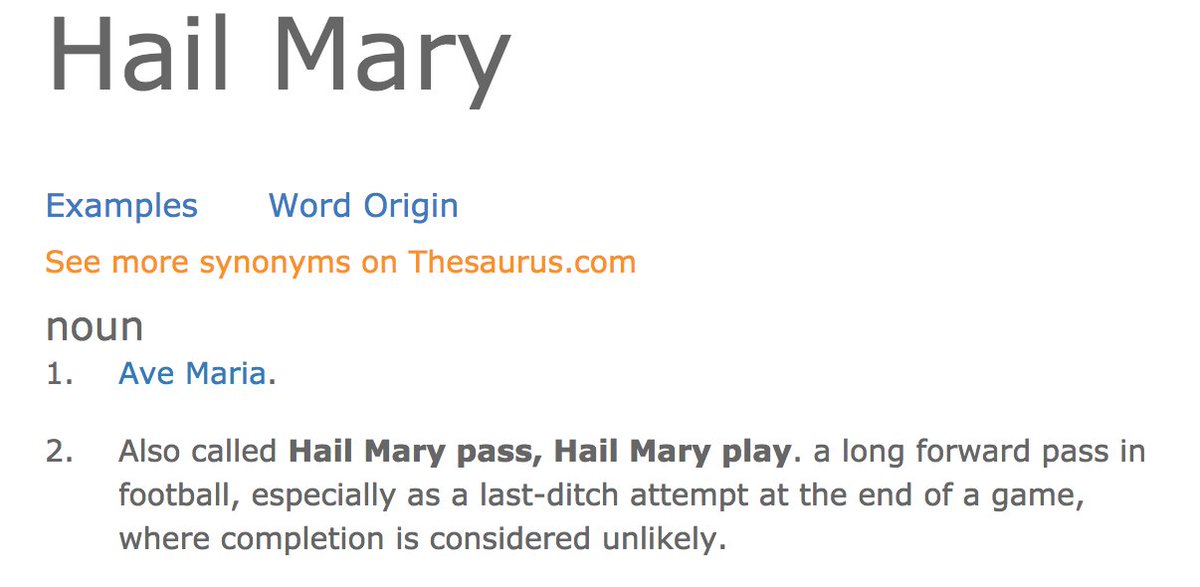 Hail Mary
Examples Word Origin
See more synonyms on Thesaurus.com
noun
1. Ave Maria.
2. Also called Hail Mary pass, Hail Mary play. a long forward pass in
football, especially as a last-ditch attempt at the end of a game,
where completion is considered unlikely.